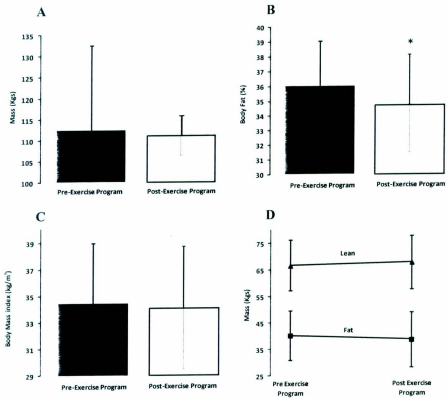 A
Mass (Kgs)
135
130
125
120
115
110
105
100
Pre-Exercise Program
Post-Exercise Program
B
Body Fat (%)
40
39
38
37
36
35
34
33
32
31
30
*
Pre-Exercise Program
Post-Exercise Program
C
Body Mass index (kg/m²)
39
37
35
33
31
29
Pre-Exercise Program
Post-Exercise Program
D
Mass (Kgs)
75
65
55
45
35
25
Lean
Fat
Pre Exercise
Program
Post Exercise
Program